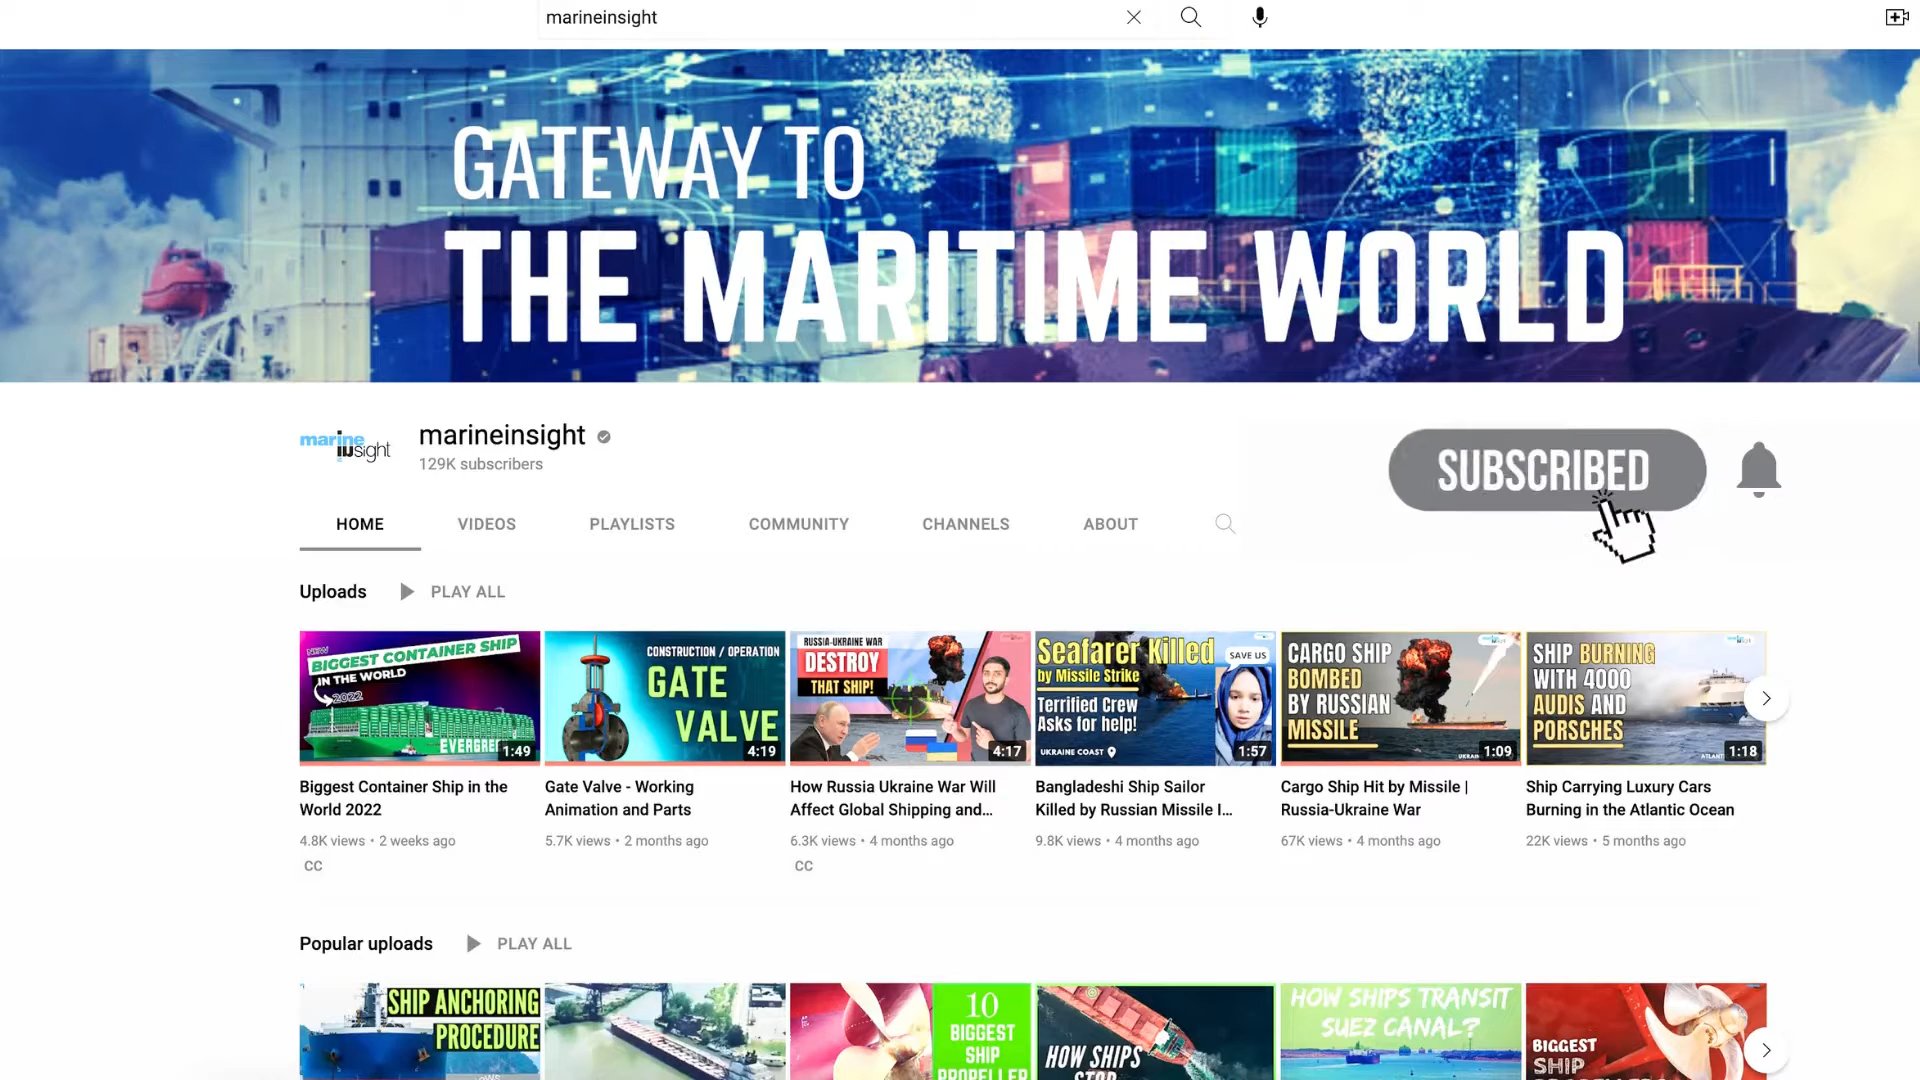 marineinsight
GATEWAY TO
THE MARITIME WORLD
marine
insight
marineinsight
129K subscribers
SUBSCRIBED
HOME
VIDEOS
PLAYLISTS
COMMUNITY
CHANNELS
ABOUT
Uploads
PLAY ALL
NEW
BIGGEST CONTAINER SHIP
IN THE WORLD
2022
1:49
CONSTRUCTION / OPERATION
GATE
VALVE
4:19
RUSSIA-UKRAINE WAR
DESTROY
THAT SHIP!
4:17
Seafarer Killed
by Missile Strike
Terrified Crew
Asks for help!
UKRAINE COAST
SAVE US
1:57
CARGO SHIP
BOMBED
BY RUSSIAN
MISSILE
1:09
SHIP BURNING
WITH 4000
AUDIS AND
PORSCHES
1:18
Biggest Container Ship in the
World 2022
4.8K views • 2 weeks ago
CC
Gate Valve - Working
Animation and Parts
5.7K views • 2 months ago
How Russia Ukraine War Will
Affect Global Shipping and...
6.3K views • 4 months ago
CC
Bangladeshi Ship Sailor
Killed by Russian Missile I...
9.8K views • 4 months ago
Cargo Ship Hit by Missile |
Russia-Ukraine War
67K views • 4 months ago
Ship Carrying Luxury Cars
Burning in the Atlantic Ocean
22K views • 5 months ago
Popular uploads
PLAY ALL
SHIP ANCHORING
PROCEDURE
10
BIGGEST
SHIP
PROPELLER
HOW SHIPS
STOP
HOW SHIPS TRANSIT
SUEZ CANAL?
BIGGEST
SHIP